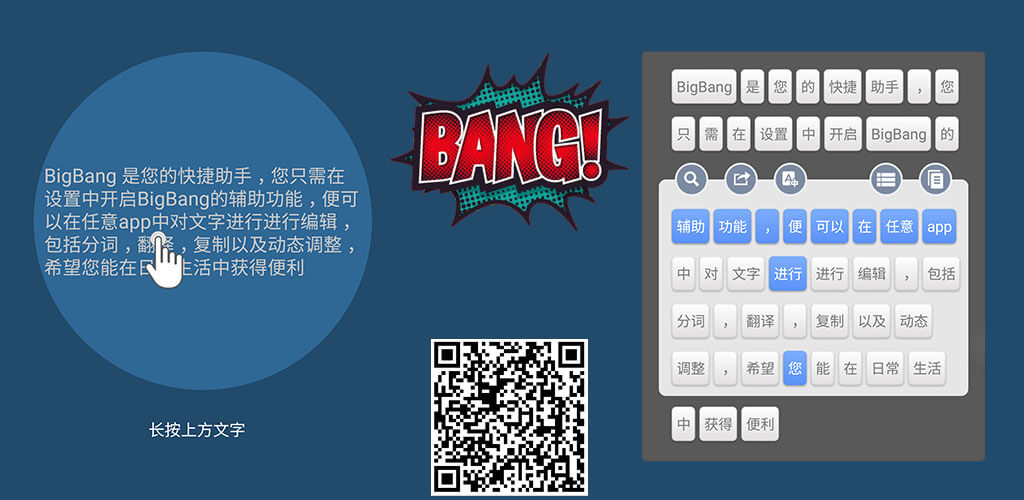 BigBang 是您的快捷助手，您只需在
设置中开启BigBang的辅助功能，便可
以在任意app中对文字进行进行编辑，
包括分词，翻译，复制以及动态调整，
希望您能在日 生活中获得便利
长按上方文字
BANG!
BigBang 是 您 的 快捷 助手 ， 您
只 需 在 设置 中 开启 BigBang 的
辅助 功能 ， 便 可以 在 任意 app
中 对 文字 进行 进行 编辑 ， 包括
分词 ， 翻译 ， 复制 以及 动态
调整 ， 希望 您 能 在 日常 生活
中 获得 便利